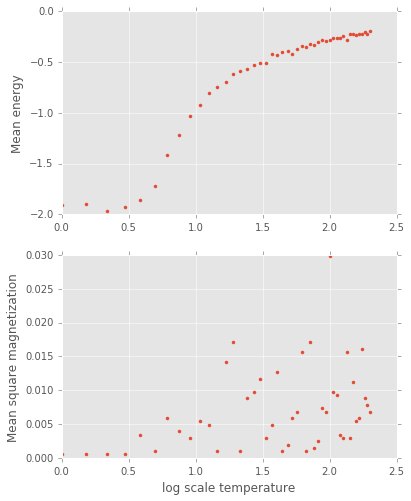 0.0
−0.5
−1.0
−1.5
−2.0
Mean energy
0.0 0.5 1.0 1.5 2.0 2.5
0.030
0.025
0.020
0.015
0.010
0.005
0.000
Mean square magnetization
0.0 0.5 1.0 1.5 2.0 2.5
log scale temperature